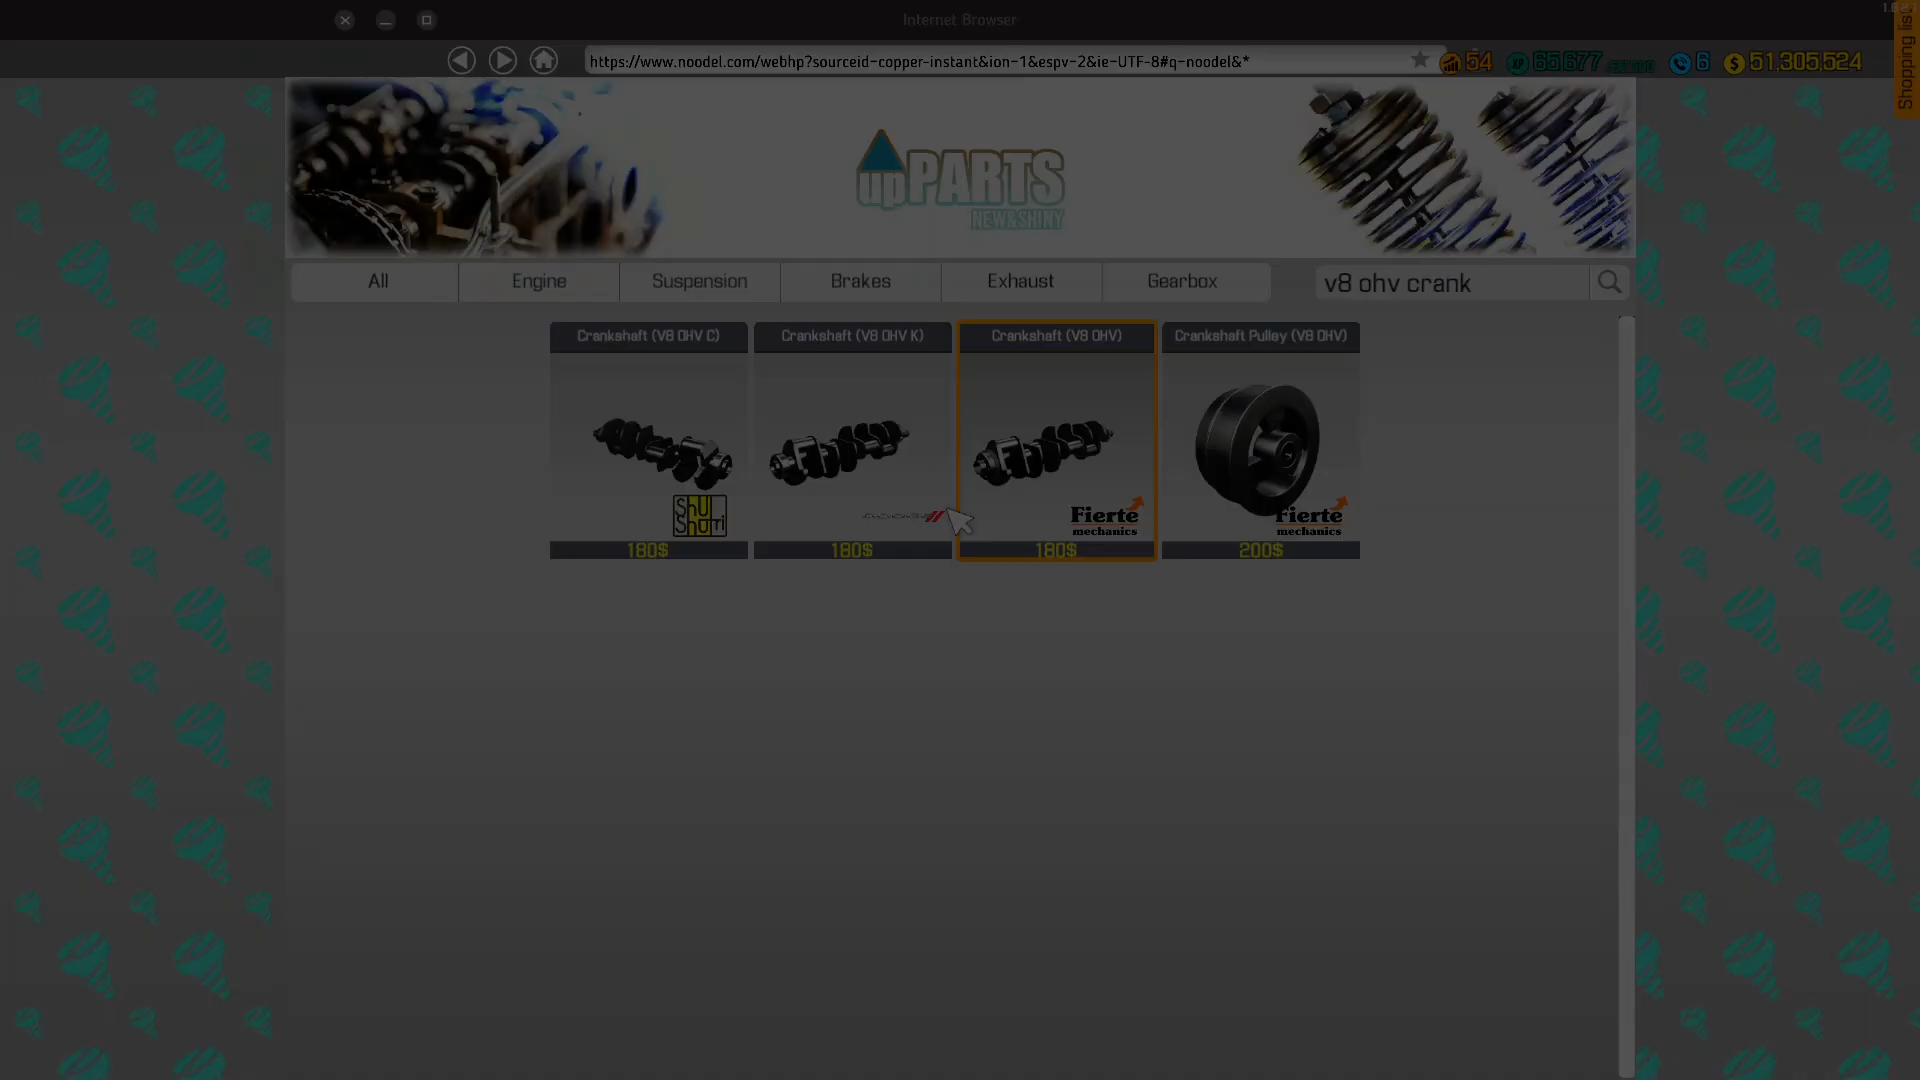 Internet Browser
https://www.noodel.com/webhp?sourceid-copper-instant&ion-1&espv-2&ie-UTF-8#q-noodel&*
54
XP 65677
6
$ 51,305,524
Shopping list
upPARTS
NEW&SHINY
All
Engine
Suspension
Brakes
Exhaust
Gearbox
v8 ohv crank
Crankshaft (V8 OHV C)
Crankshaft (V8 OHV K)
Crankshaft (V8 OHV)
Crankshaft Pulley (V8 OHV)
Shu
Shari
DODGE
Fierte
mechanics
Fierte
mechanics
180$
180$
180$
200$